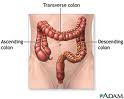 Transverse colon
Ascending
colon
Descending
colon
ADAM.